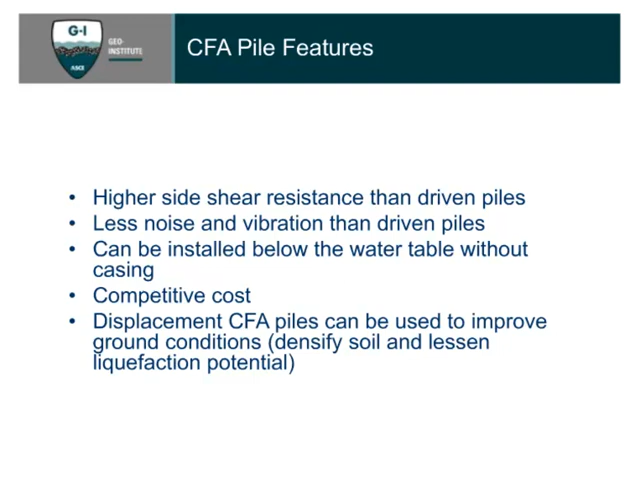 G-I
GEO-
INSTITUTE
ASCE
CFA Pile Features
• Higher side shear resistance than driven piles
• Less noise and vibration than driven piles
• Can be installed below the water table without
casing
• Competitive cost
• Displacement CFA piles can be used to improve
ground conditions (densify soil and lessen
liquefaction potential)